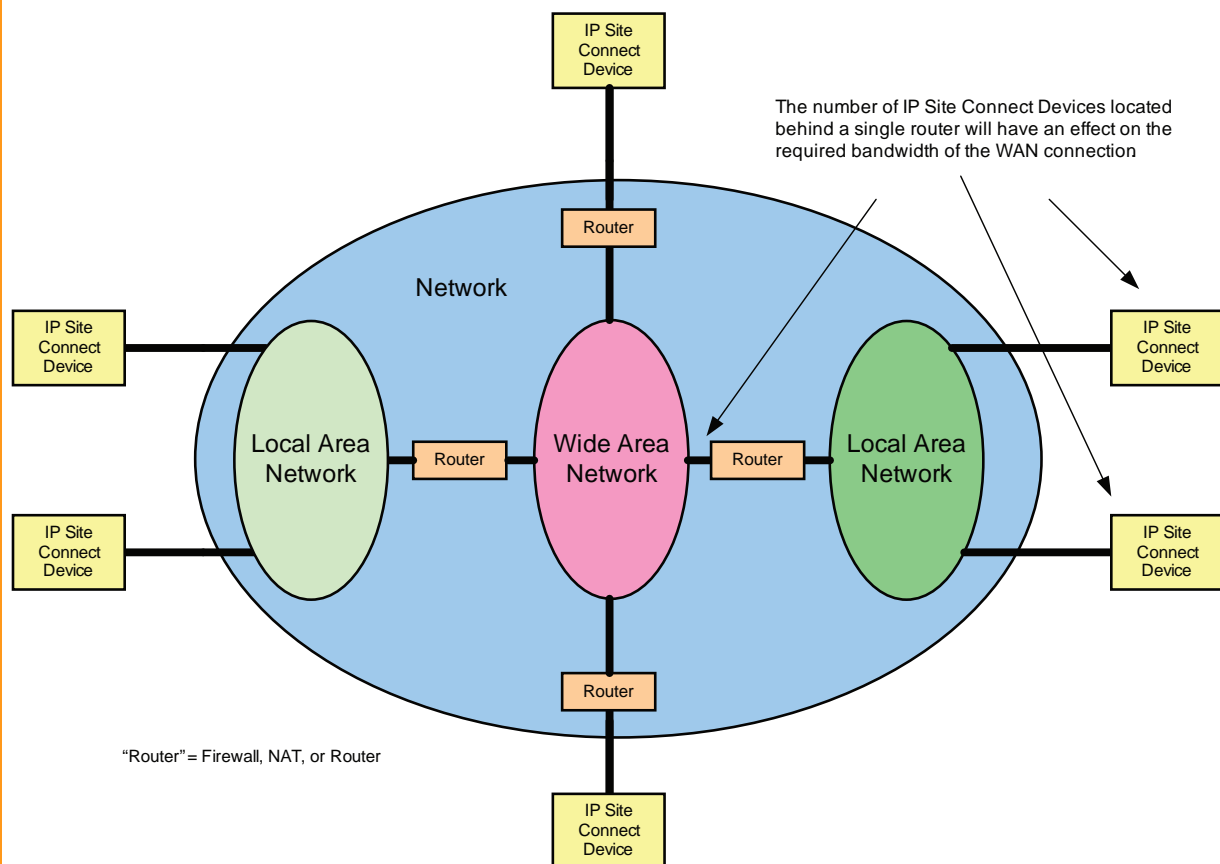 IP Site
Connect
Device
The number of IP Site Connect Devices located
behind a single router will have an effect on the
required bandwidth of the WAN connection
Router
Network
IP Site
Connect
Device
IP Site
Connect
Device
Local Area
Network
Router
Wide Area
Network
Router
Local Area
Network
IP Site
Connect
Device
IP Site
Connect
Device
Router
“Router” = Firewall, NAT, or Router
IP Site
Connect
Device